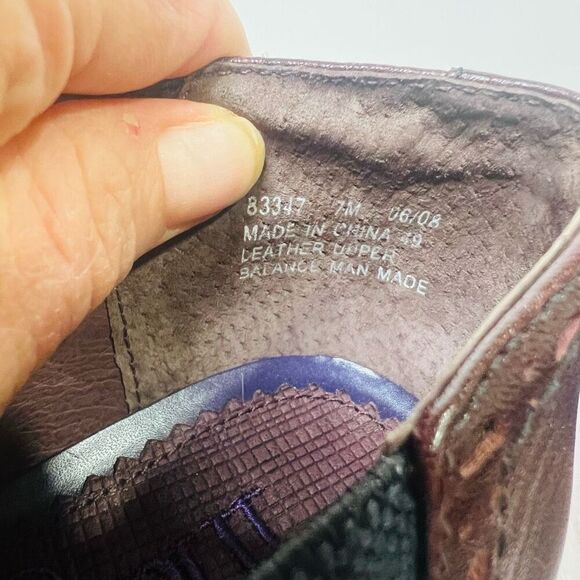 83347 7M 06/08
MADE IN CHINA 49
LEATHER UPPER
BALANCE MAN MADE